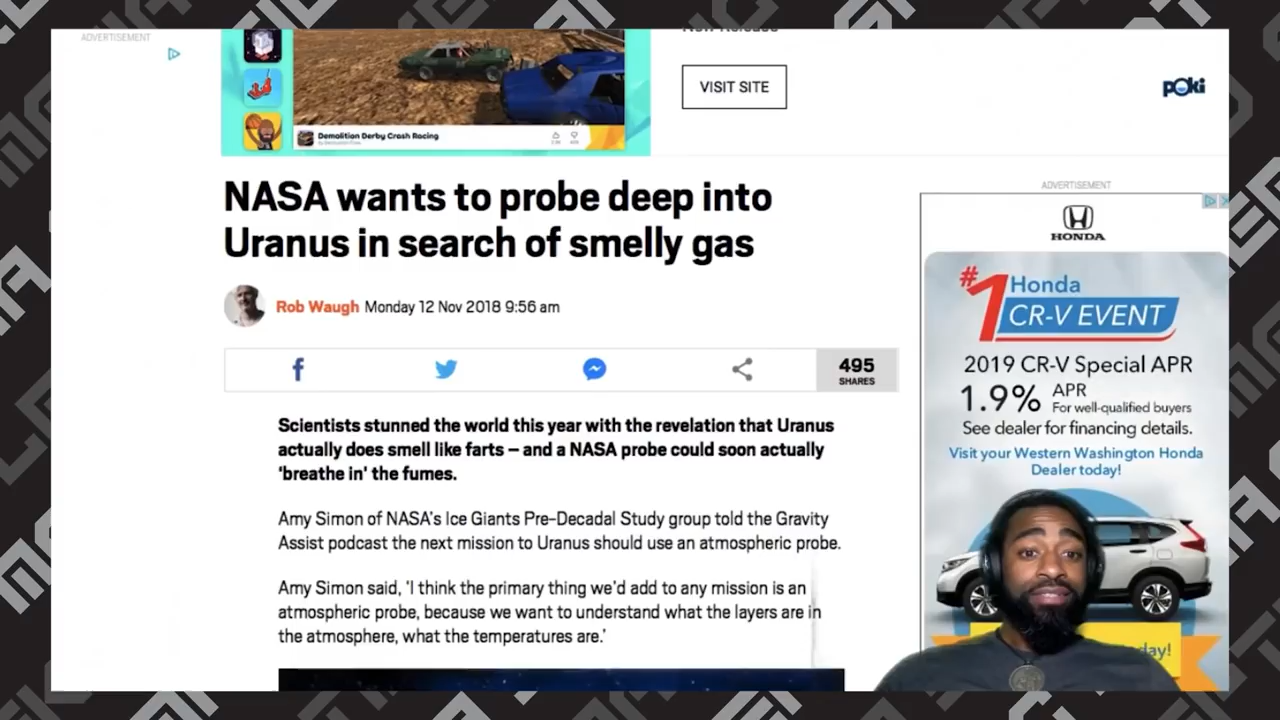 ADVERTISEMENT
VISIT SITE
poki
Demolition Derby Crash Racing
NASA wants to probe deep into
Uranus in search of smelly gas
ADVERTISEMENT
HONDA
Rob Waugh Monday 12 Nov 2018 9:56 am
#1 Honda
CR-V EVENT
495
SHARES
2019 CR-V Special APR
1.9% APR
For well-qualified buyers
See dealer for financing details.
Visit your Western Washington Honda
Dealer today!
Scientists stunned the world this year with the revelation that Uranus
actually does smell like farts – and a NASA probe could soon actually
‘breathe in’ the fumes.
Amy Simon of NASA’s Ice Giants Pre-Decadal Study group told the Gravity
Assist podcast the next mission to Uranus should use an atmospheric probe.
Amy Simon said, ‘I think the primary thing we’d add to any mission is an
atmospheric probe, because we want to understand what the layers are in
the atmosphere, what the temperatures are.’
day!